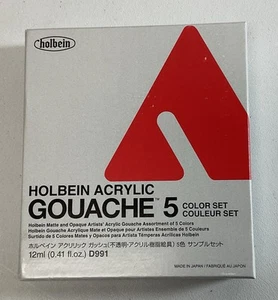 holbein
HOLBEIN ACRYLIC
GOUACHE™ 5 COLOR SET
COULEUR SET
Holbein Matte and Opaque Artists' Acrylic Gouache Assortment of 5 Colors
Holbein Gouache Acrylique Mate et Opaque pour Artistes Ensemble de 5 Couleurs
Surtido de 5 Colores Mates y Opacos para Artists Témperas Acrílicas Holbein
ホルベイン アクリリック ガッシュ(不透明・アクリル樹脂絵具) 5色 サンプルセット
12ml (0.41 fl.oz.) D991
MADE IN JAPAN / FABRIQUÉ AU JAPON